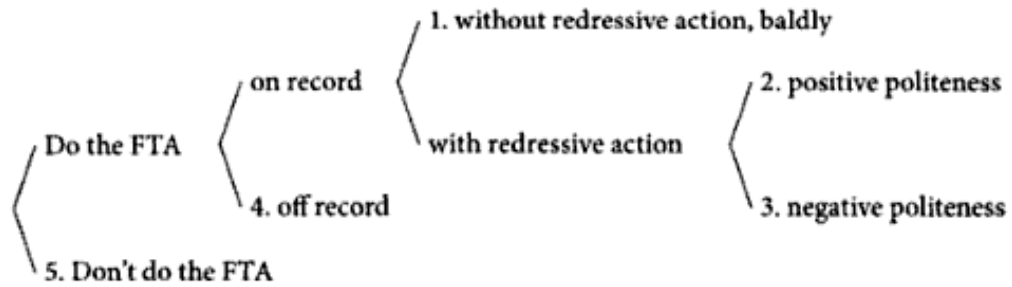 1. without redressive action, baldly
on record
2. positive politeness
Do the FTA
with redressive action
4. off record
3. negative politeness
5. Don't do the FTA